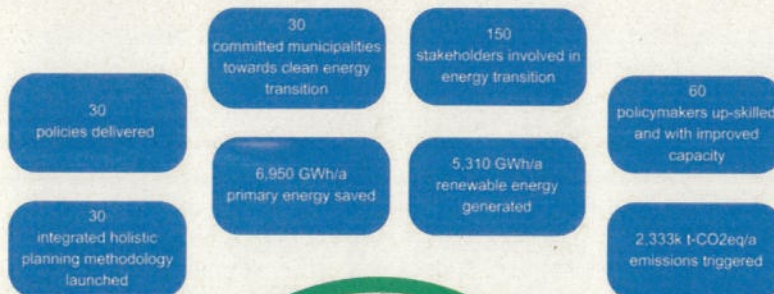 30
committed municipalities
towards clean energy
transition
150
stakeholders involved in
energy transition
30
policies delivered
60
policymakers up-skilled
and with improved
capacity
6,950 GWh/a
primary energy saved
5,310 GWh/a
renewable energy
generated
30
integrated holistic
planning methodology
launched
2,333k t-CO2eq/a
emissions triggered